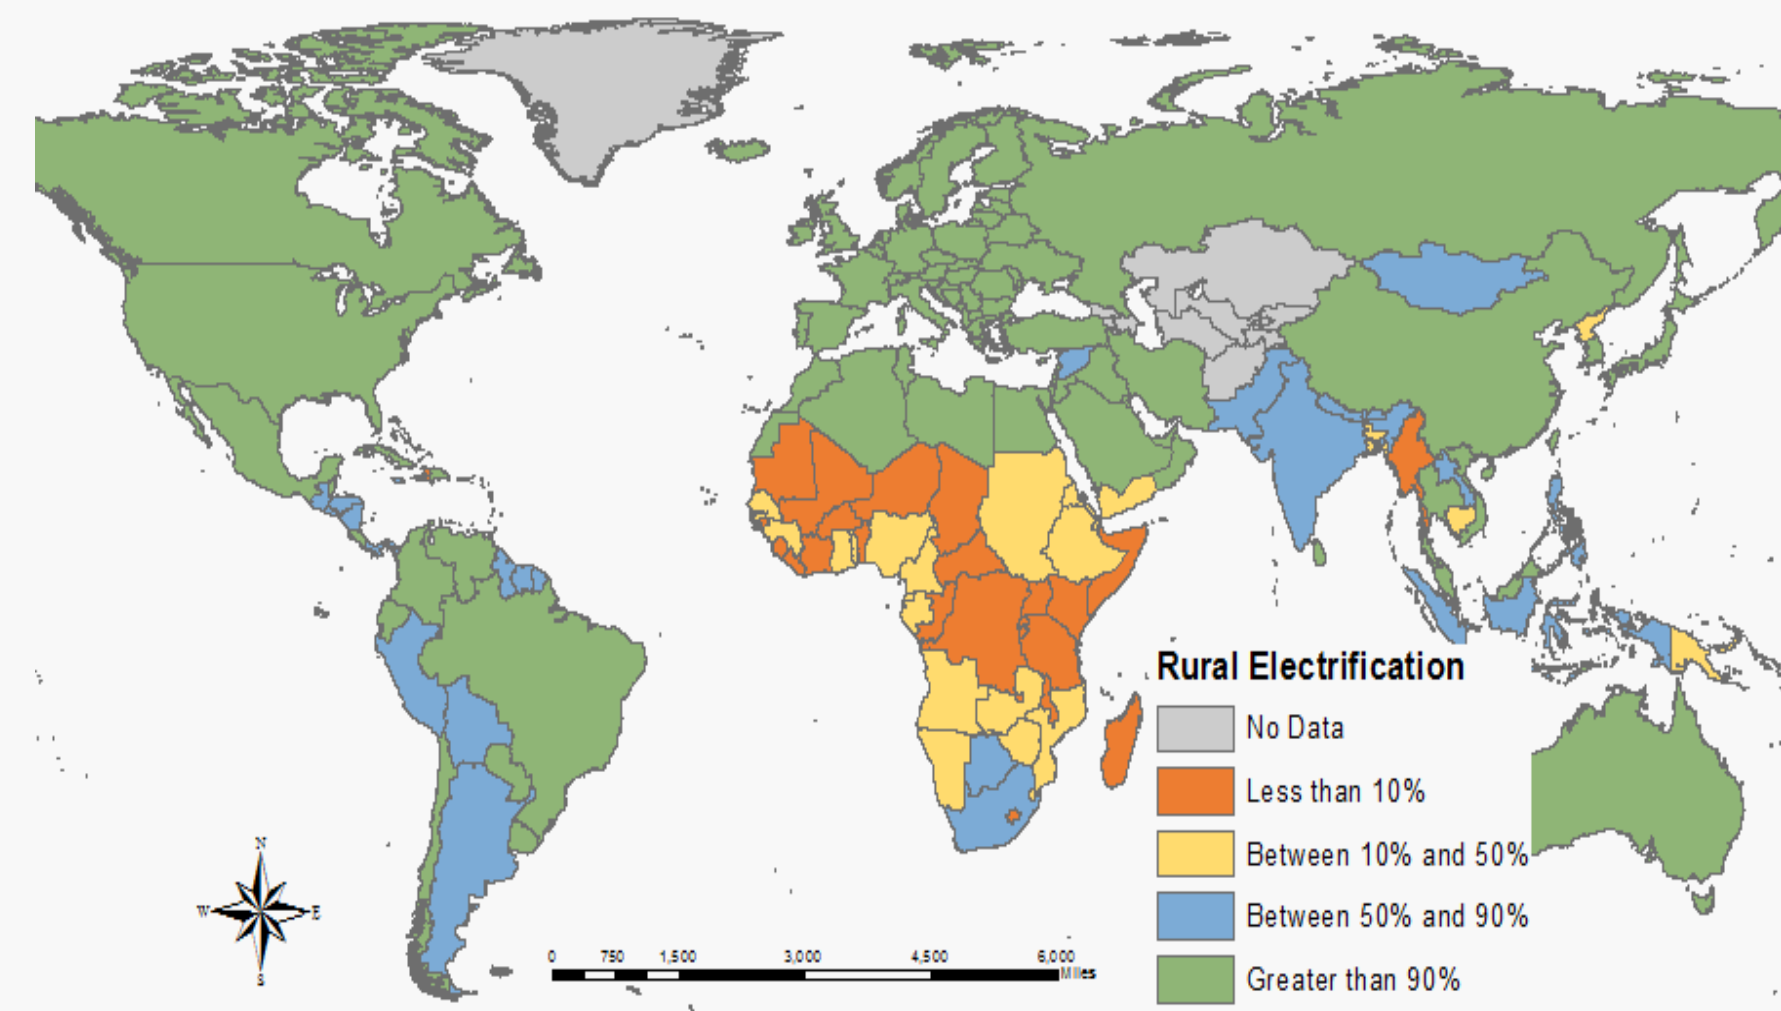 Rural Electrification
No Data
Less than 10%
Between 10% and 50%
Between 50% and 90%
Greater than 90%
N
W E
S
0 750 1,500 3,000 4,500 6,000
Miles